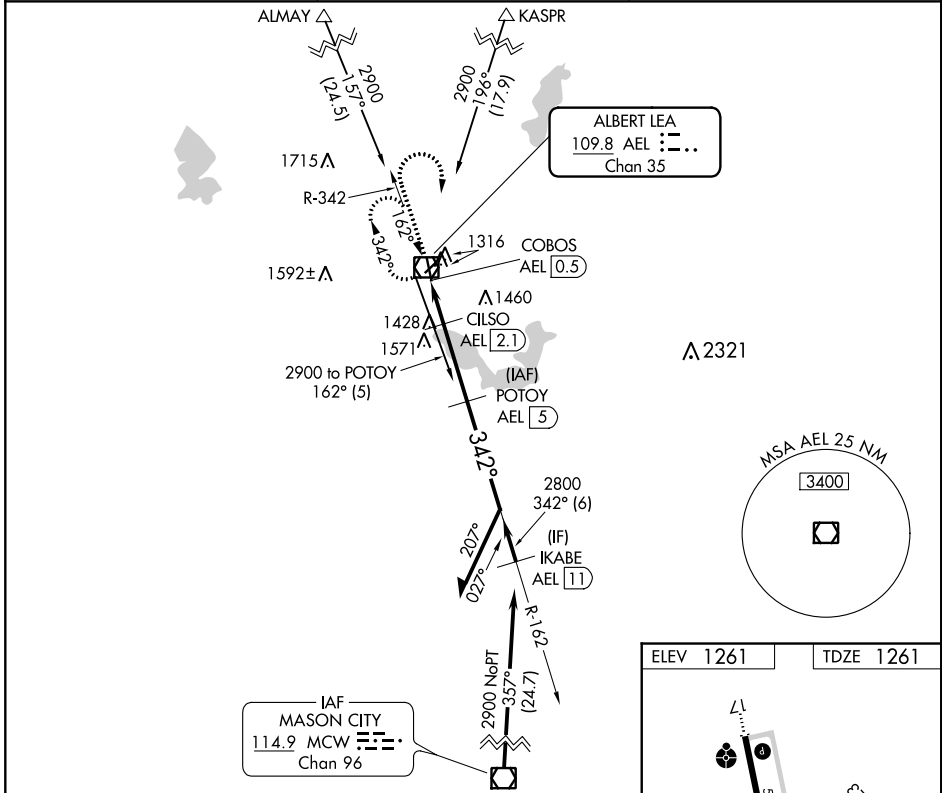 ALMAY
KASPR
2900
157°
(24.5)
2900
196°
(17.9)
ALBERT LEA
109.8 AEL
Chan 35
1715
R-342
162°
342°
1316
COBOS
AEL 0.5
1592±
1460
1428
CILSO
AEL 2.1
1571
2321
2900 to POTOY
162° (5)
(IAF)
POTOY
AEL 5
342°
MSA AEL 25 NM
3400
2800
342° (6)
207°
027°
(IF)
IKABE
AEL 11
R-162
2900 NoPT
357°
(24.7)
IAF
MASON CITY
114.9 MCW
Chan 96
ELEV 1261
TDZE 1261
17
P
5